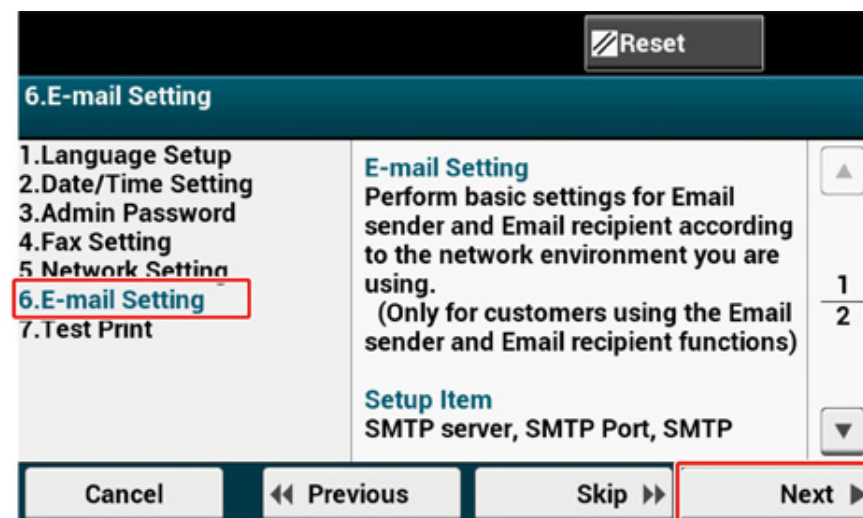 Reset
6.E-mail Setting
1.Language Setup
2.Date/Time Setting
3.Admin Password
4.Fax Setting
5.Network Setting
6.E-mail Setting
7.Test Print
E-mail Setting
Perform basic settings for Email
sender and Email recipient according
to the network environment you are
using.
(Only for customers using the Email
sender and Email recipient functions)
Setup Item
SMTP server, SMTP Port, SMTP
1
2
Cancel
Previous
Skip
Next